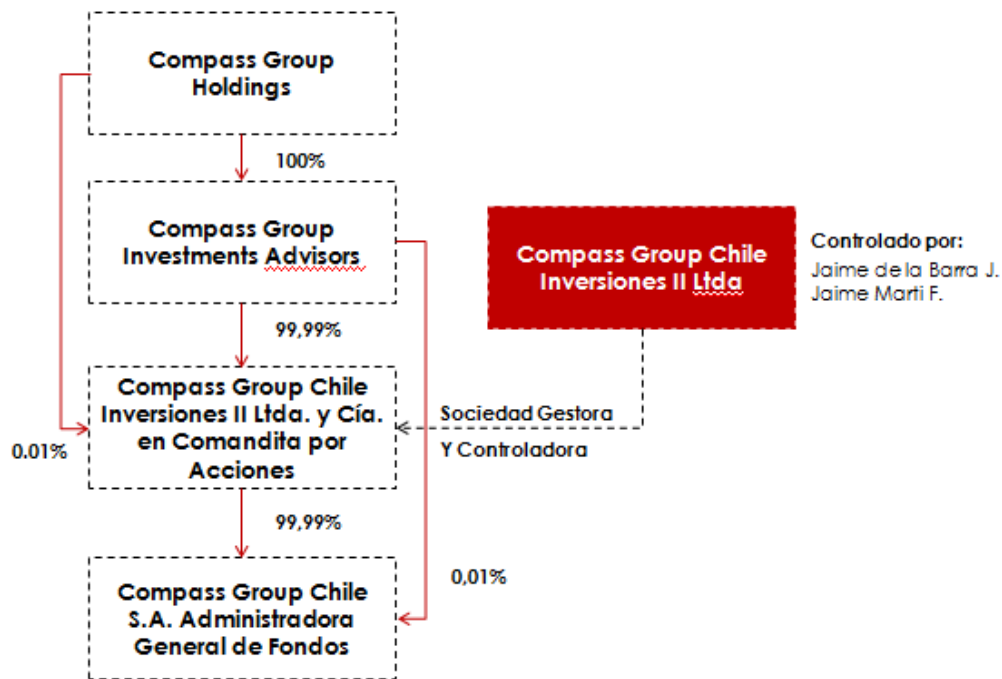 Compass Group
Holdings
100%
Compass Group
Investments Advisors
Compass Group Chile
Inversiones II Ltda
Controlado por:
Jaime de la Barra J.
Jaime Marti F.
99,99%
Compass Group Chile
Inversiones II Ltda. y Cía.
en Comandita por
Acciones
0.01%
Sociedad Gestora
Y Controladora
99,99%
0,01%
Compass Group Chile
S.A. Administradora
General de Fondos